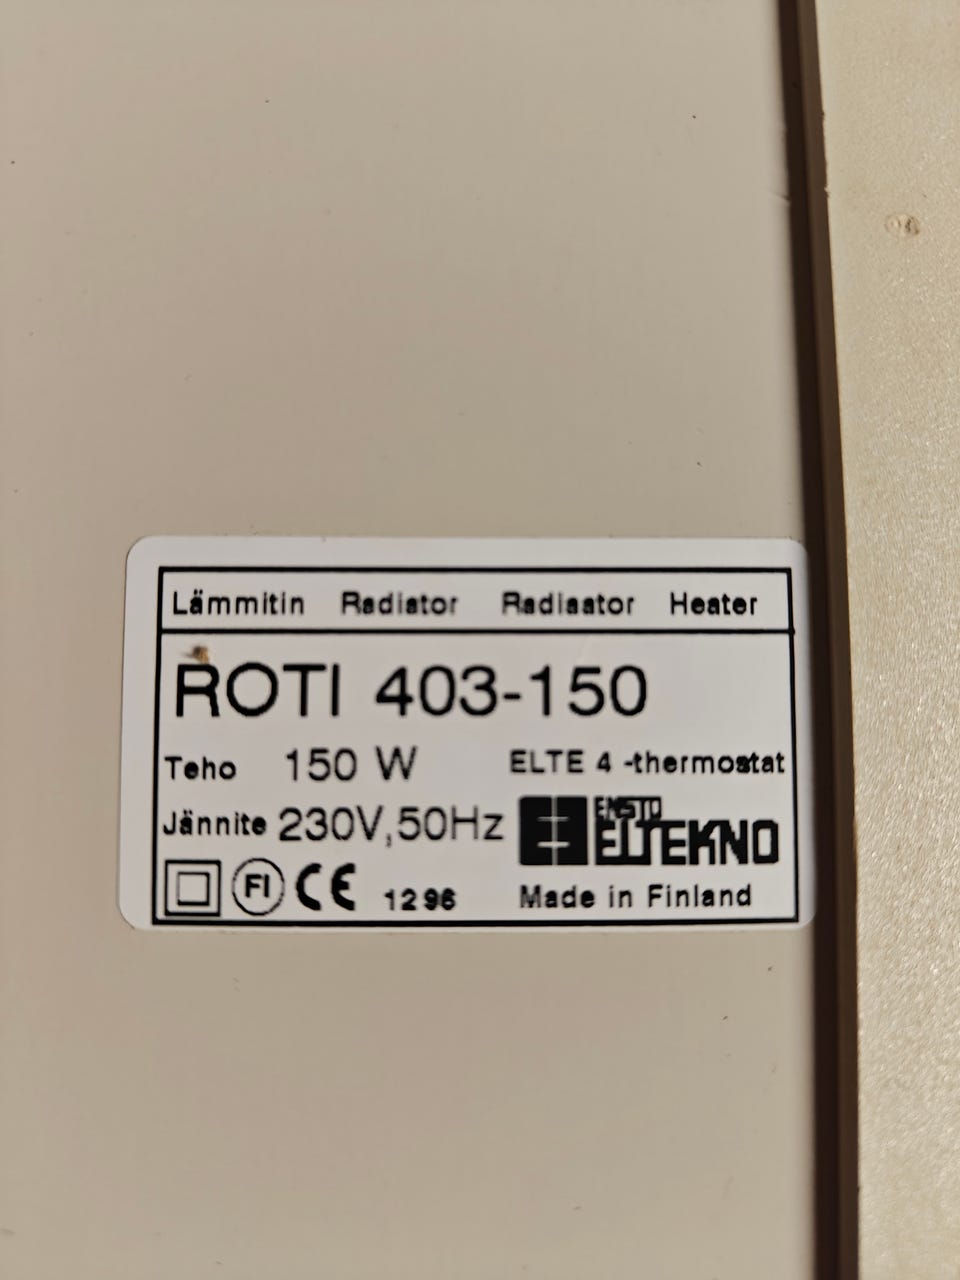 Lämmitin Radiator Radiaator Heater
ROTI 403-150
Teho 150 W ELTE 4 -thermostat
Jännite 230V,50Hz ENSTO
ELTEKNO
FI CE 12 96 Made in Finland